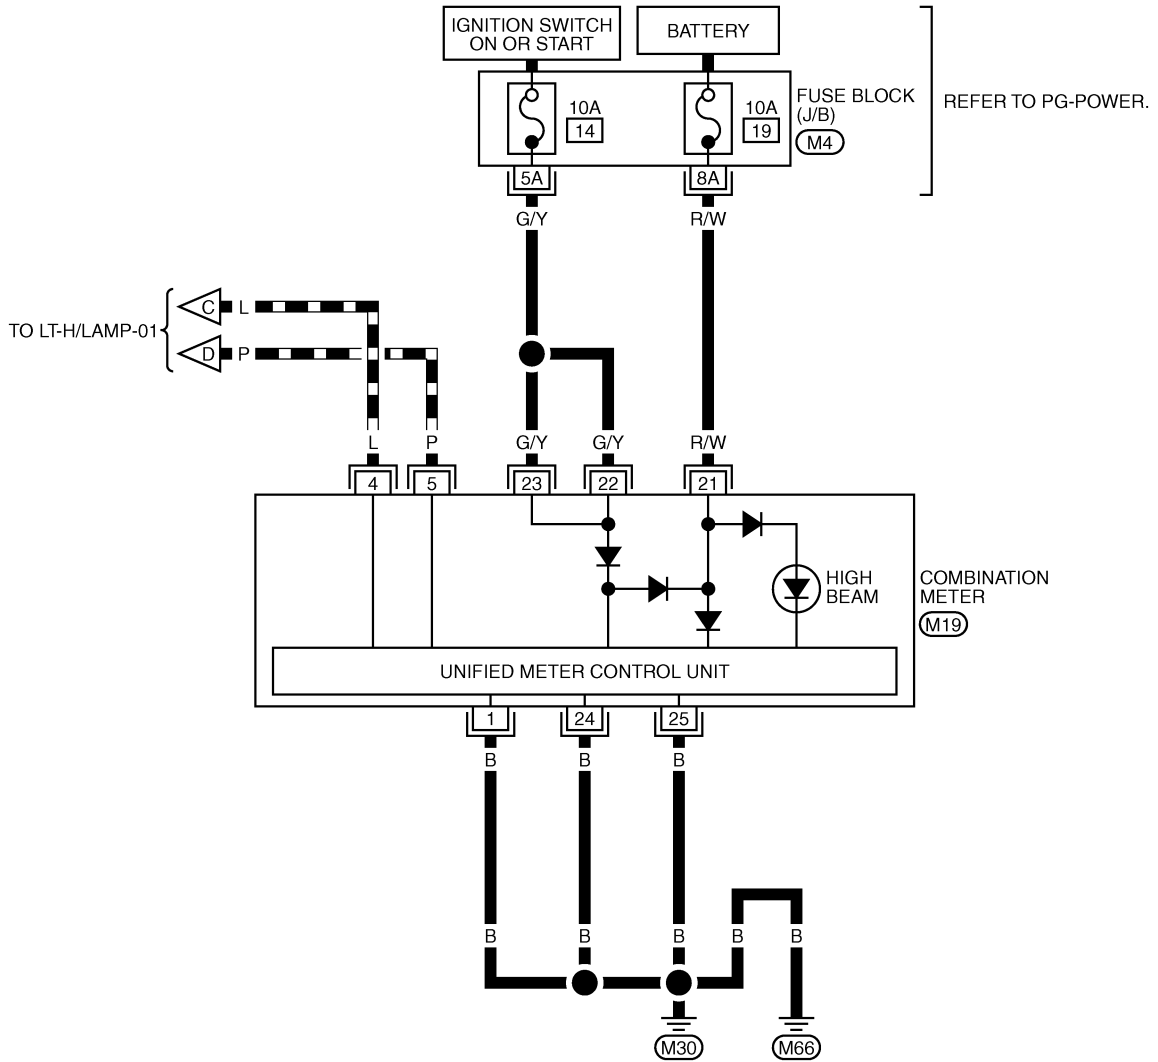 IGNITION SWITCH
ON OR START
BATTERY
FUSE BLOCK
(J/B)
M4
REFER TO PG-POWER.
10A
14
10A
19
5A
8A
G/Y
R/W
TO LT-H/LAMP-01
C
L
D
P
L
P
G/Y
G/Y
R/W
4
5
23
22
21
HIGH
BEAM
COMBINATION
METER
M19
UNIFIED METER CONTROL UNIT
1
24
25
B
B
B
B
B
B
B
B
M30
M66